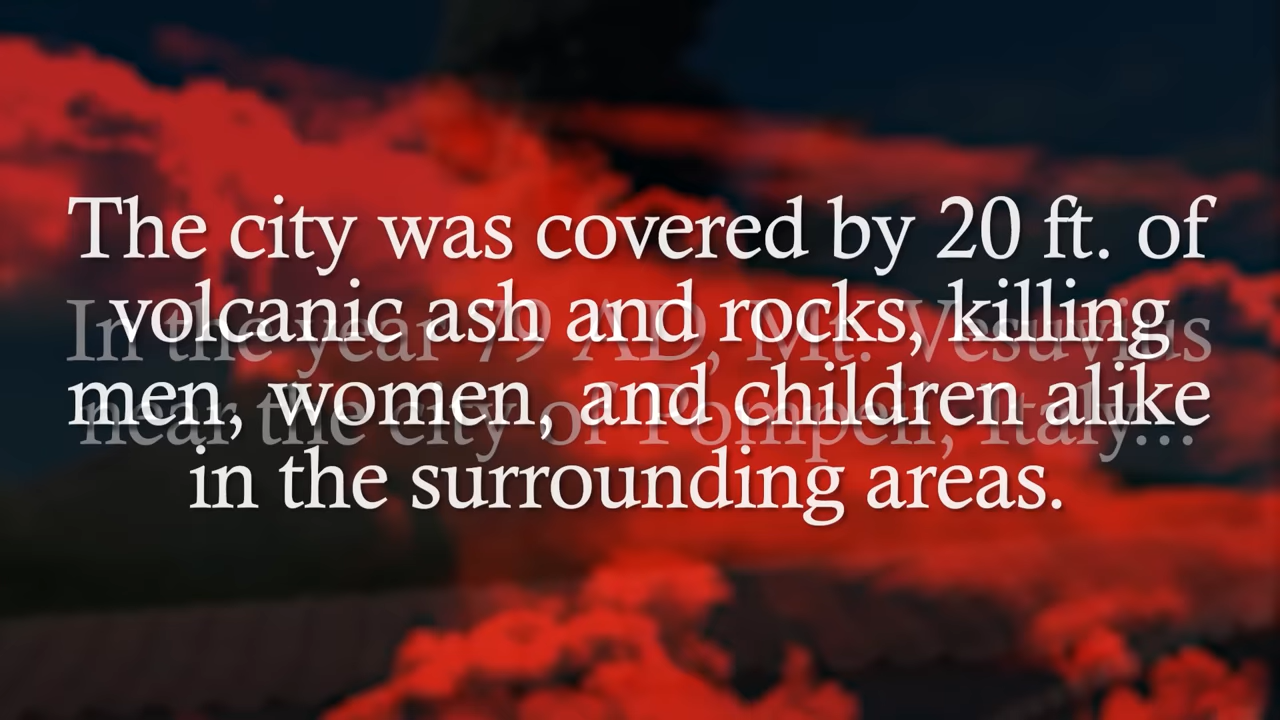 The city was covered by 20 ft. of
volcanic ash and rocks, killing
men, women, and children alike
in the surrounding areas.
In the year 79 AD, Mt. Vesuvius
near the city of Pompeii, Italy...